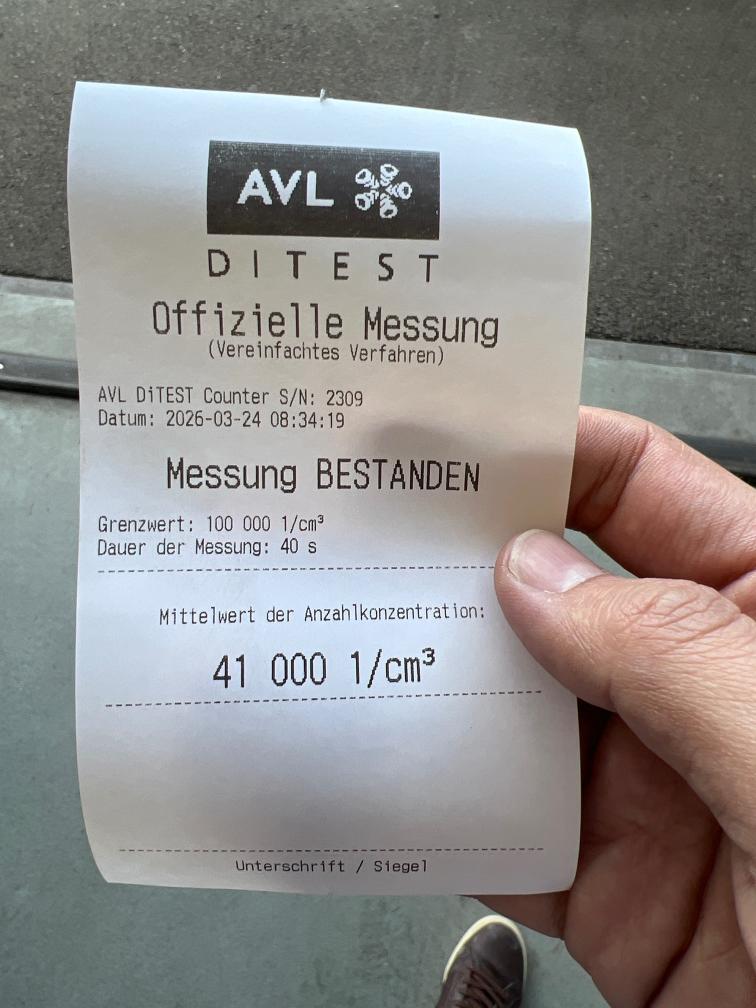 AVL
DITEST
Offizielle Messung
(Vereinfachtes Verfahren)
AVL DiTEST Counter S/N: 2309
Datum: 2026-03-24 08:34:19
Messung BESTANDEN
Grenzwert: 100 000 1/cm³
Dauer der Messung: 40 s
Mittelwert der Anzahlkonzentration:
41 000 1/cm³
Unterschrift / Siegel